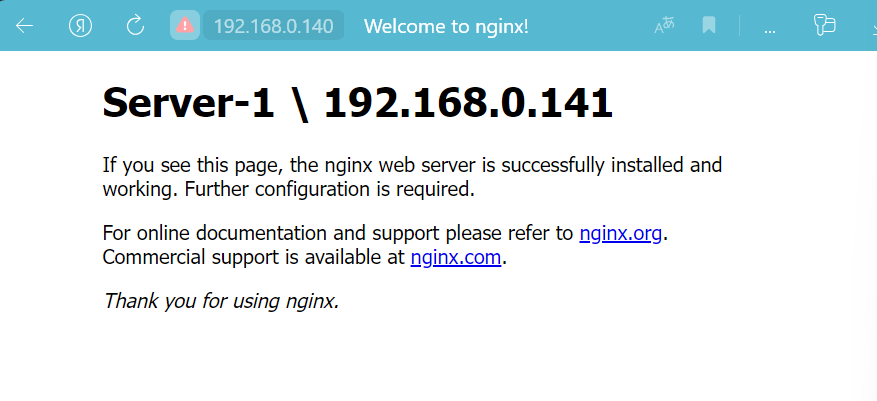 192.168.0.140 Welcome to nginx!
Server-1 \ 192.168.0.141
If you see this page, the nginx web server is successfully installed and
working. Further configuration is required.
For online documentation and support please refer to nginx.org.
Commercial support is available at nginx.com.
Thank you for using nginx.